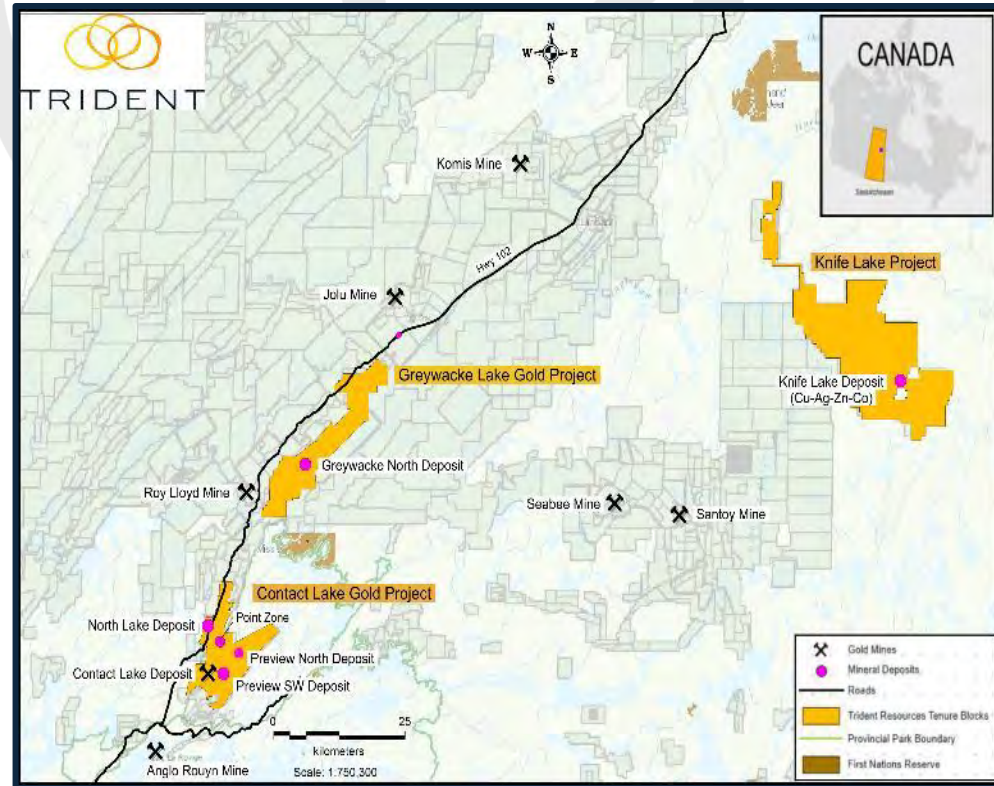 TRIDENT
N
W
E
S
CANADA
Saskatchewan
Komis Mine
Hwy 102
Knife Lake Project
Jolu Mine
Greywacke Lake Gold Project
Knife Lake Deposit
(Cu-Ag-Zn-Co)
Greywacke North Deposit
Roy Lloyd Mine
Seabee Mine
Santoy Mine
Contact Lake Gold Project
North Lake Deposit
Point Zone
Preview North Deposit
Contact Lake Deposit
Preview SW Deposit
0
25
kilometers
Scale: 1:750,300
Anglo Rouyn Mine
Gold Mines
Mineral Deposits
Roads
Trident Resources Tenure Blocks
Provincial Park Boundary
First Nations Reserve